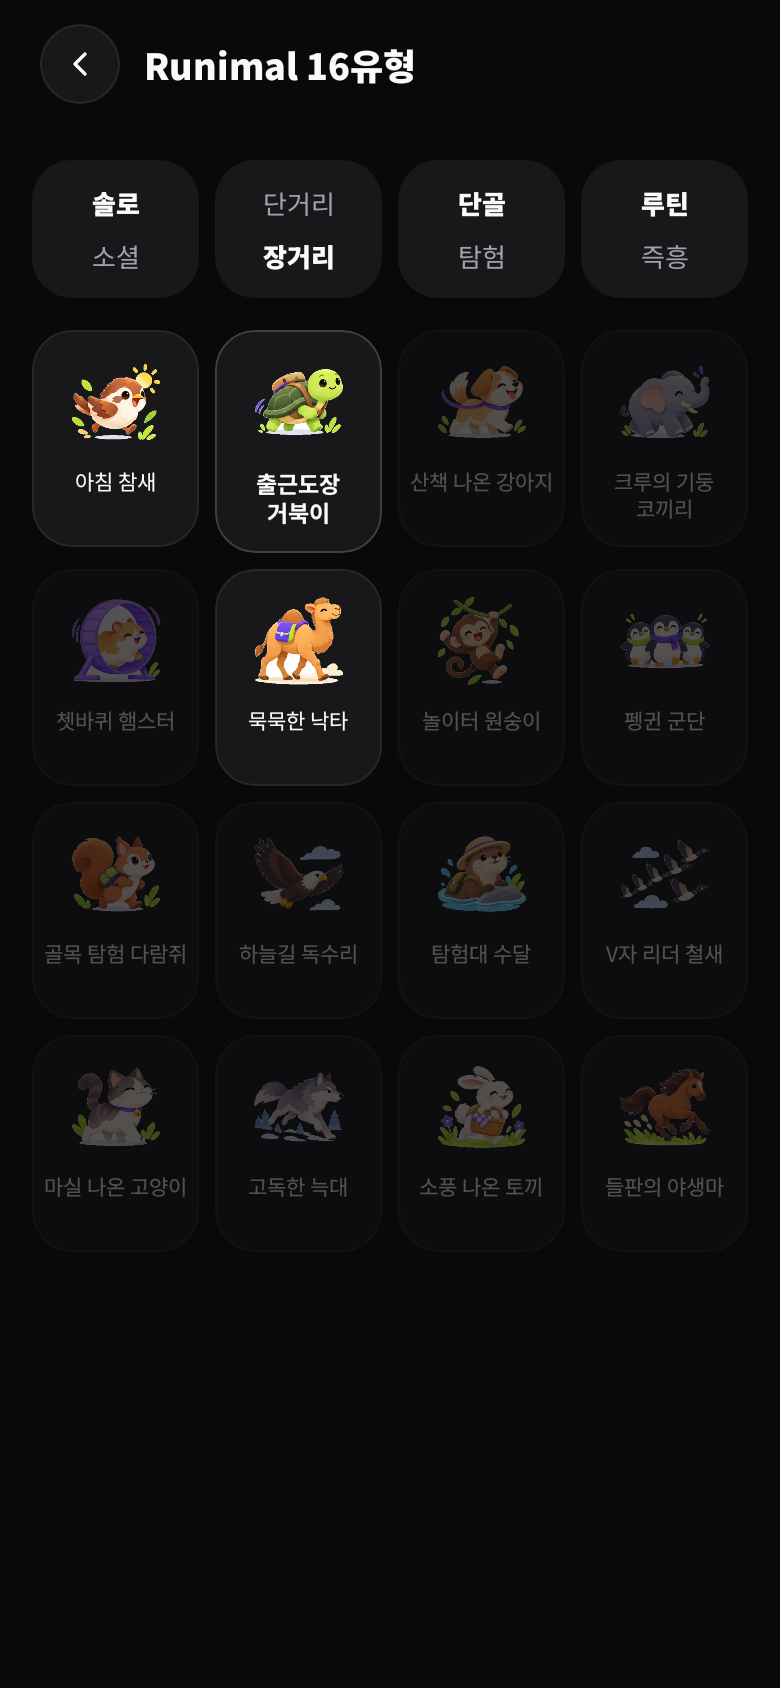 Runimal 16유형
솔로
소셜
단거리
장거리
단골
탐험
루틴
즉흥
아침 참새
출근도장
거북이
산책 나온 강아지
크루의 기둥
코끼리
쳇바퀴 햄스터
묵묵한 낙타
놀이터 원숭이
펭귄 군단
골목 탐험 다람쥐
하늘길 독수리
탐험대 수달
V자 리더 철새
마실 나온 고양이
고독한 늑대
소풍 나온 토끼
들판의 야생마